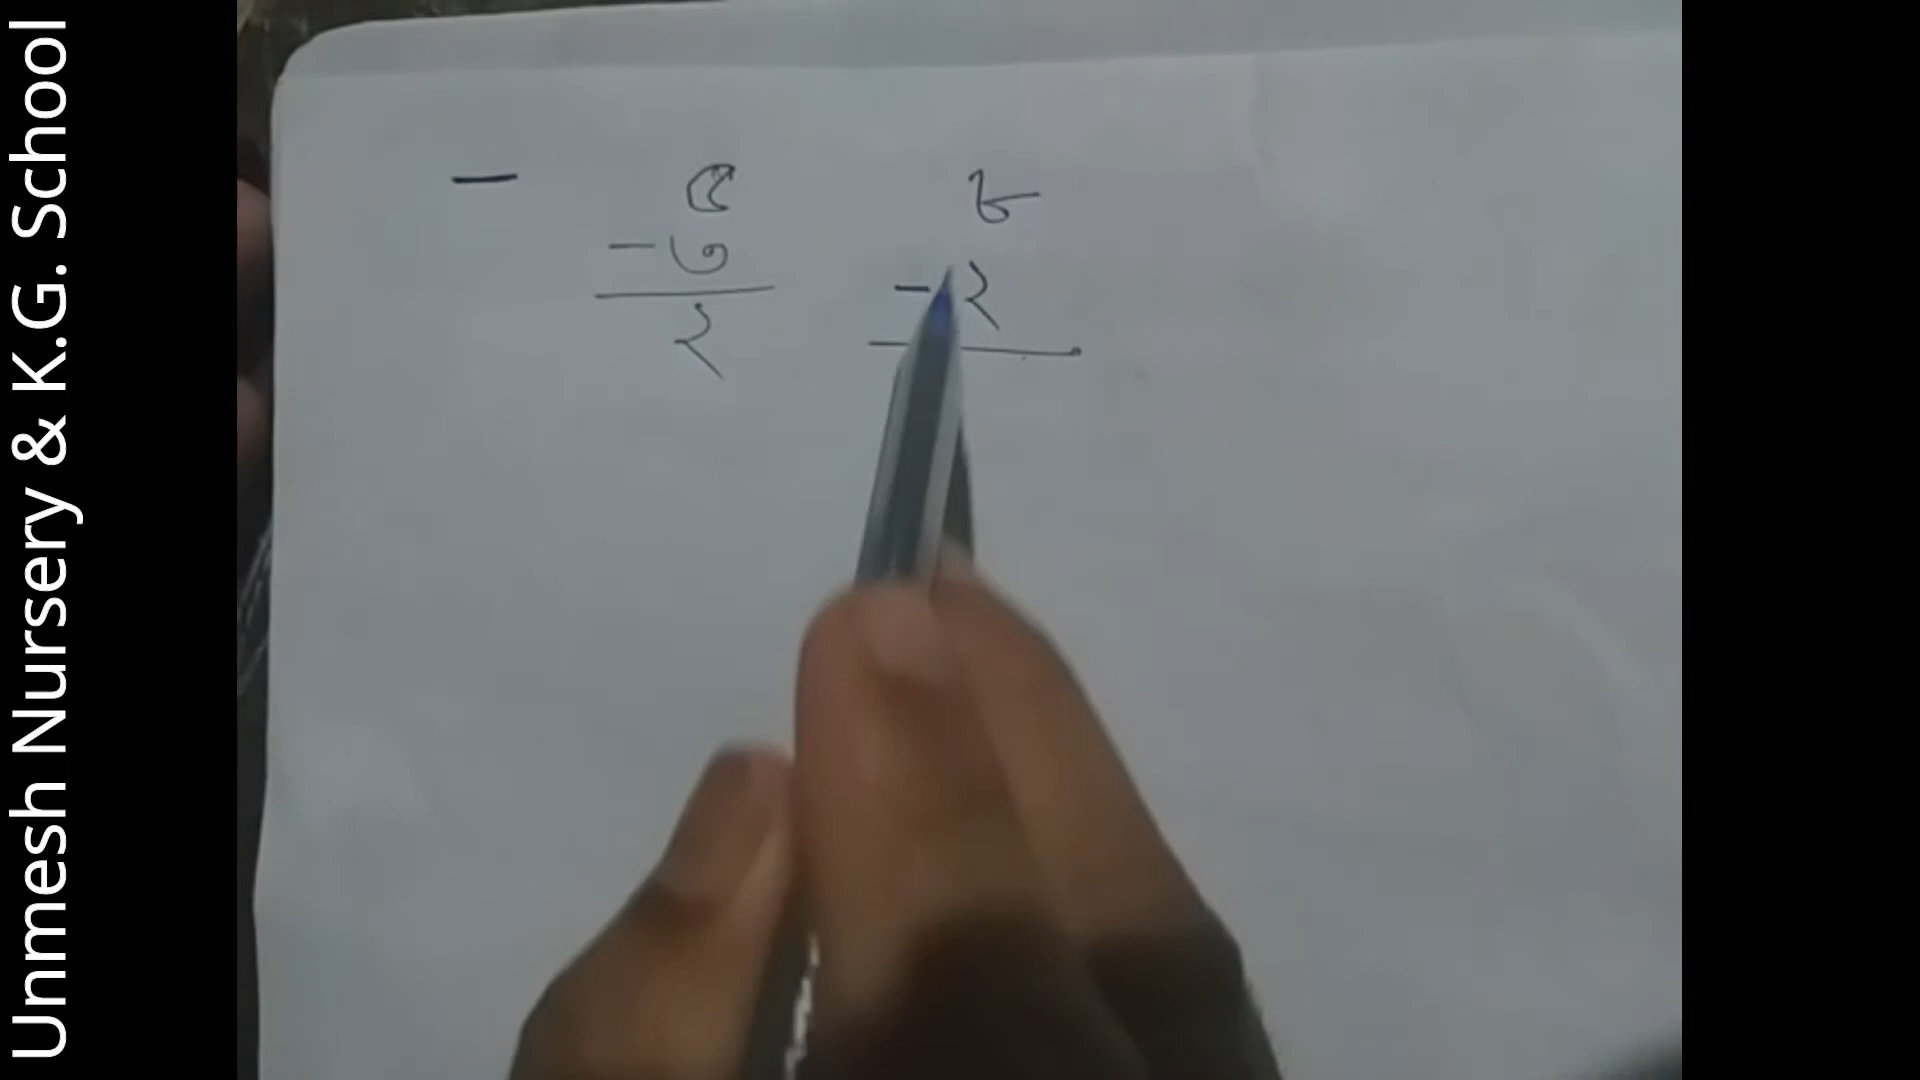 Unmesh Nursery & K.G. School
— ৫ ৮
- ৩ - ২
২